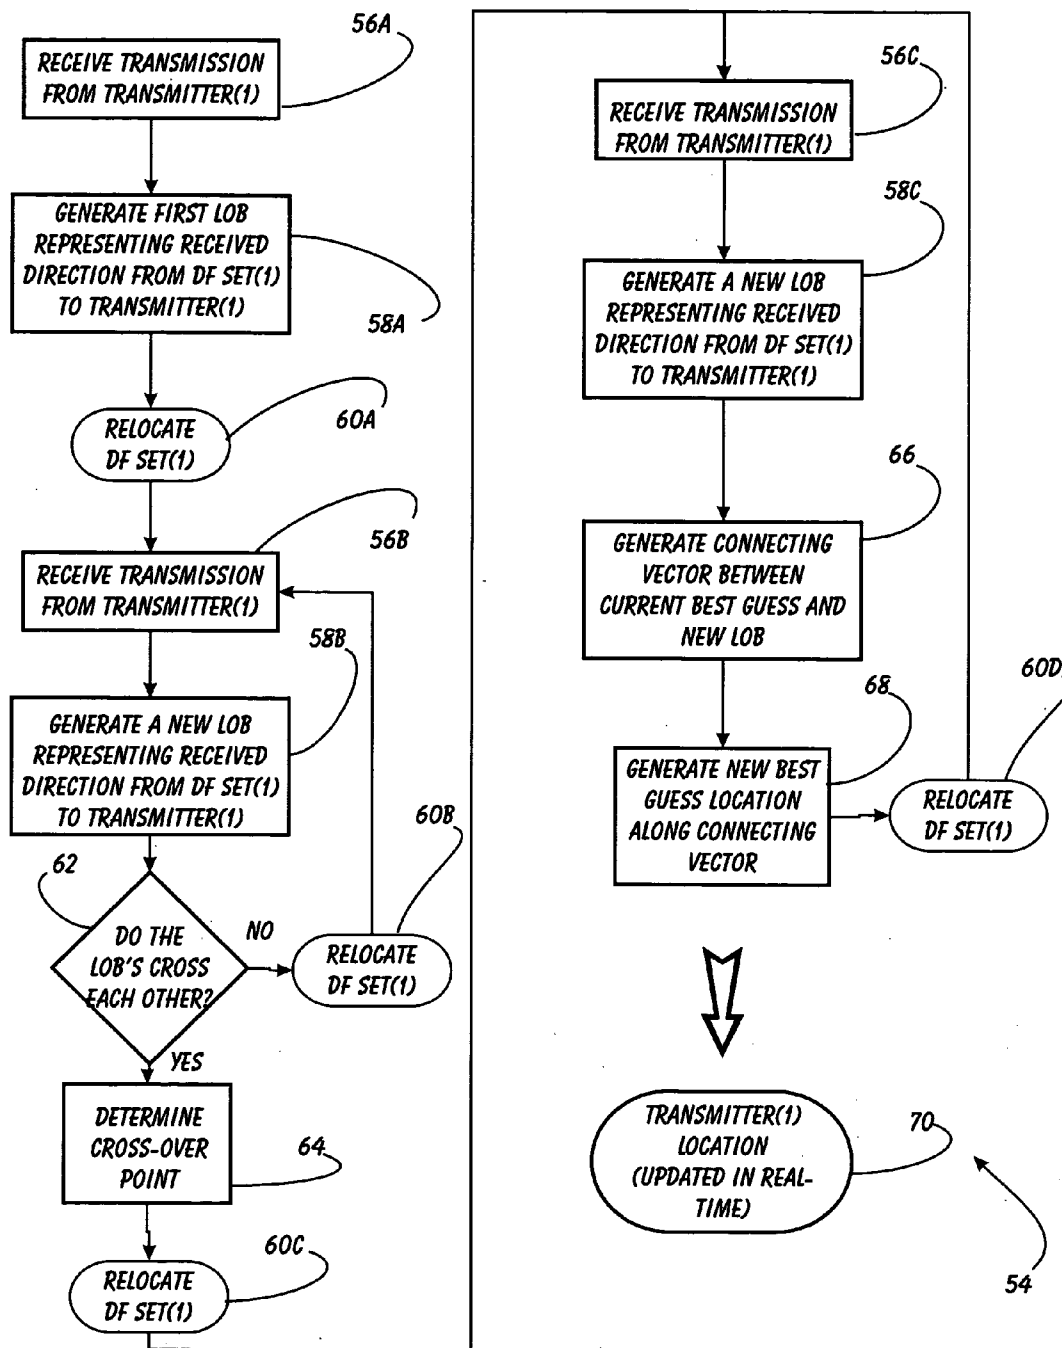 56A
RECEIVE TRANSMISSION
FROM TRANSMITTER(1)
GENERATE FIRST LOB
REPRESENTING RECEIVED
DIRECTION FROM DF SET(1)
TO TRANSMITTER(1)
58A
RELOCATE
DF SET(1)
60A
56B
RECEIVE TRANSMISSION
FROM TRANSMITTER(1)
58B
GENERATE A NEW LOB
REPRESENTING RECEIVED
DIRECTION FROM DF SET(1)
TO TRANSMITTER(1)
60B
62
DO THE
LOB'S CROSS
EACH OTHER?
NO
RELOCATE
DF SET(1)
YES
DETERMINE
CROSS-OVER
POINT
64
60C
RELOCATE
DF SET(1)
56C
RECEIVE TRANSMISSION
FROM TRANSMITTER(1)
58C
GENERATE A NEW LOB
REPRESENTING RECEIVED
DIRECTION FROM DF SET(1)
TO TRANSMITTER(1)
66
GENERATE CONNECTING
VECTOR BETWEEN
CURRENT BEST GUESS AND
NEW LOB
68
60D
GENERATE NEW BEST
GUESS LOCATION
ALONG CONNECTING
VECTOR
RELOCATE
DF SET(1)
TRANSMITTER(1)
LOCATION
(UPDATED IN REAL-
TIME)
70
54